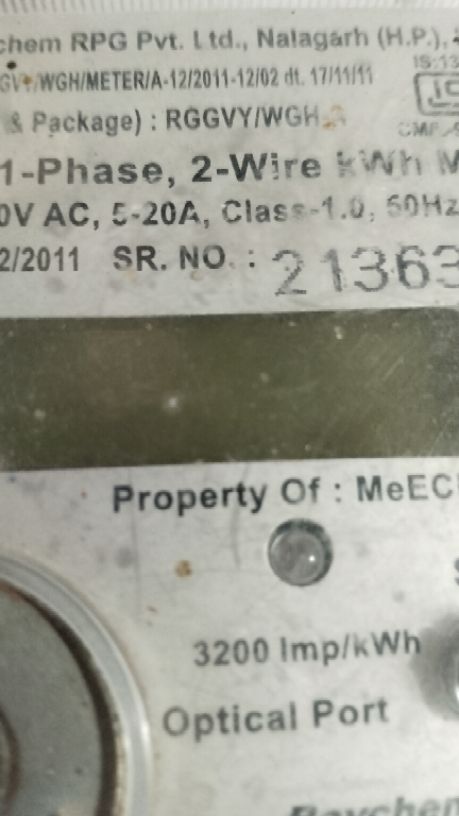 chem RPG Pvt. Ltd., Nalagarh (H.P.),
/WGH/METER/A-12/2011-12/02 dt. 17/11/11
& Package) : RGGVY/WGH
1-Phase, 2-Wire kWh M
0V AC, 5-20A, Class-1.0, 50Hz
2/2011 SR. NO. : 21363
Property Of : MeEC
3200 Imp/kWh
Optical Port
Raychem